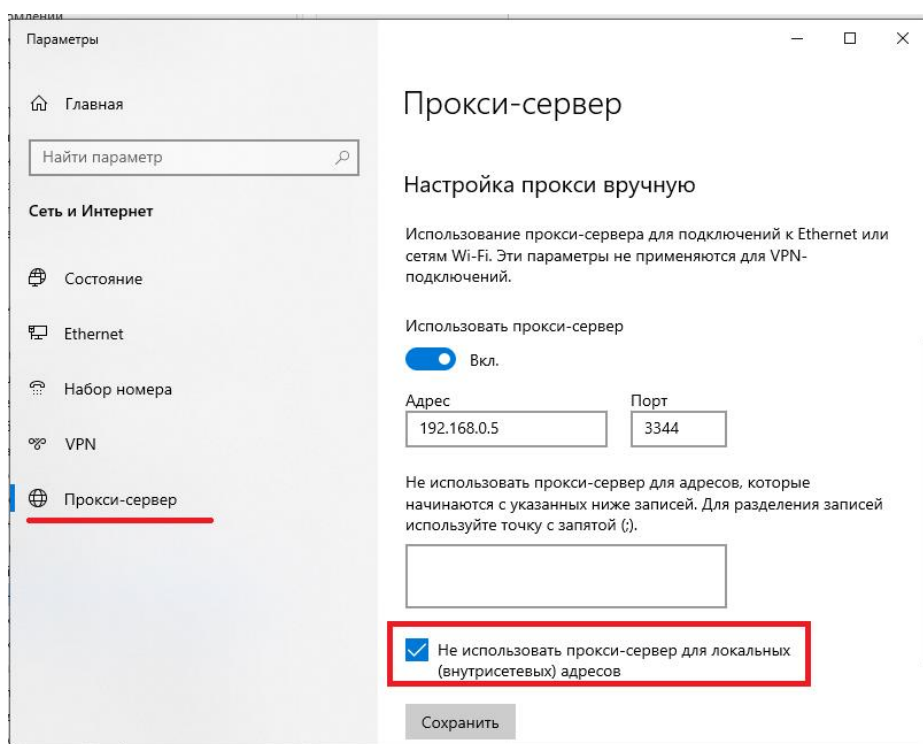 Параметры
Главная
Найти параметр
Сеть и Интернет
Состояние
Ethernet
Набор номера
VPN
Прокси-сервер
Прокси-сервер
Настройка прокси вручную
Использование прокси-сервера для подключений к Ethernet или
сетям Wi-Fi. Эти параметры не применяются для VPN-
подключений.
Использовать прокси-сервер
Вкл.
Адрес Порт
192.168.0.5 3344
Не использовать прокси-сервер для адресов, которые
начинаются с указанных ниже записей. Для разделения записей
используйте точку с запятой (;).
Не использовать прокси-сервер для локальных
(внутрисетевых) адресов
Сохранить